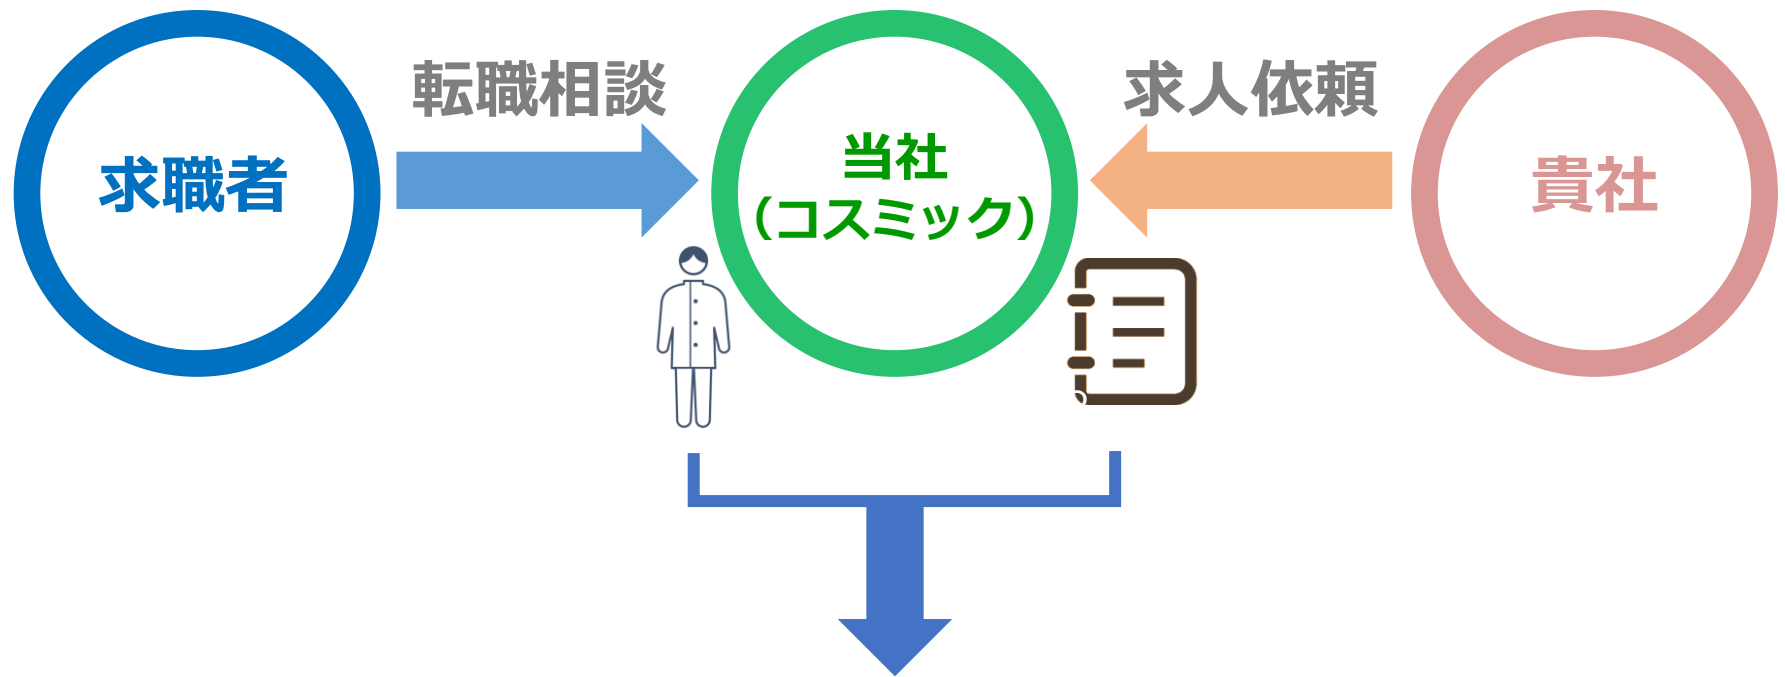 求職者
転職相談
当社
（コスミック）
求人依頼
貴社